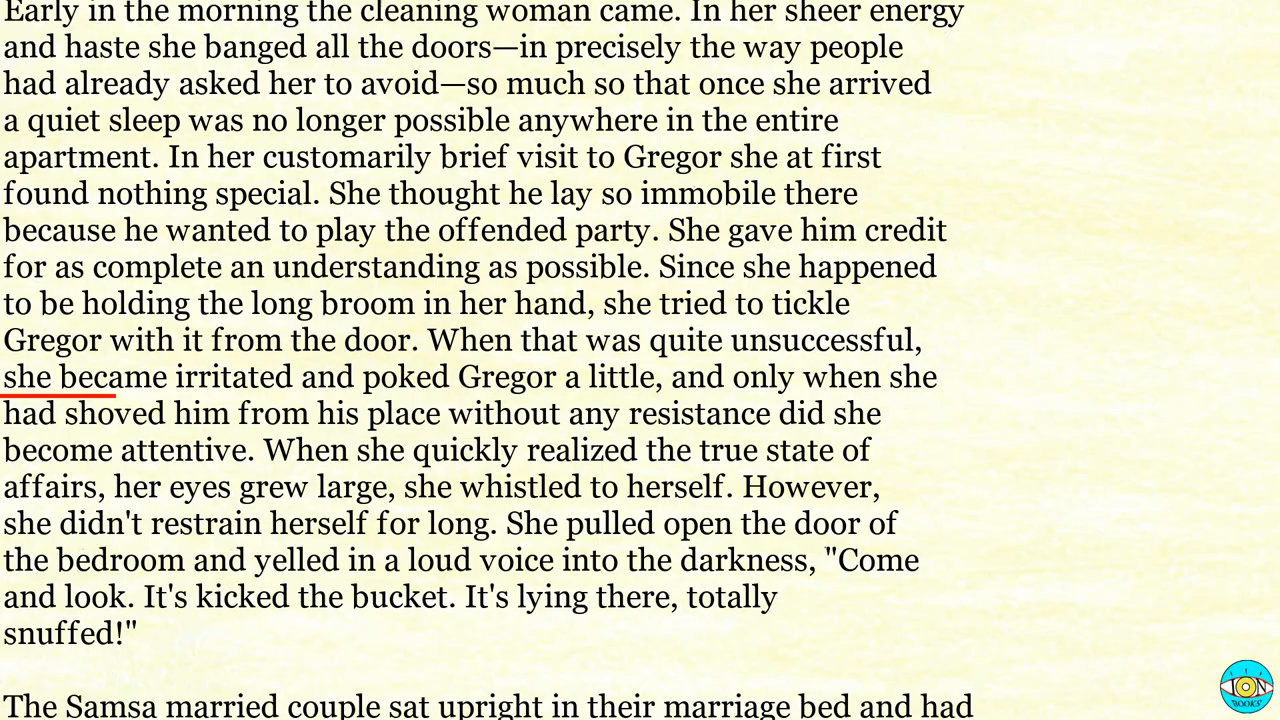 Early in the morning the cleaning woman came. In her sheer energy
and haste she banged all the doors—in precisely the way people
had already asked her to avoid—so much so that once she arrived
a quiet sleep was no longer possible anywhere in the entire
apartment. In her customarily brief visit to Gregor she at first
found nothing special. She thought he lay so immobile there
because he wanted to play the offended party. She gave him credit
for as complete an understanding as possible. Since she happened
to be holding the long broom in her hand, she tried to tickle
Gregor with it from the door. When that was quite unsuccessful,
she became irritated and poked Gregor a little, and only when she
had shoved him from his place without any resistance did she
become attentive. When she quickly realized the true state of
affairs, her eyes grew large, she whistled to herself. However,
she didn't restrain herself for long. She pulled open the door of
the bedroom and yelled in a loud voice into the darkness, "Come
and look. It's kicked the bucket. It's lying there, totally
snuffed!"
The Samsa married couple sat upright in their marriage bed and had
ION
BOOKS